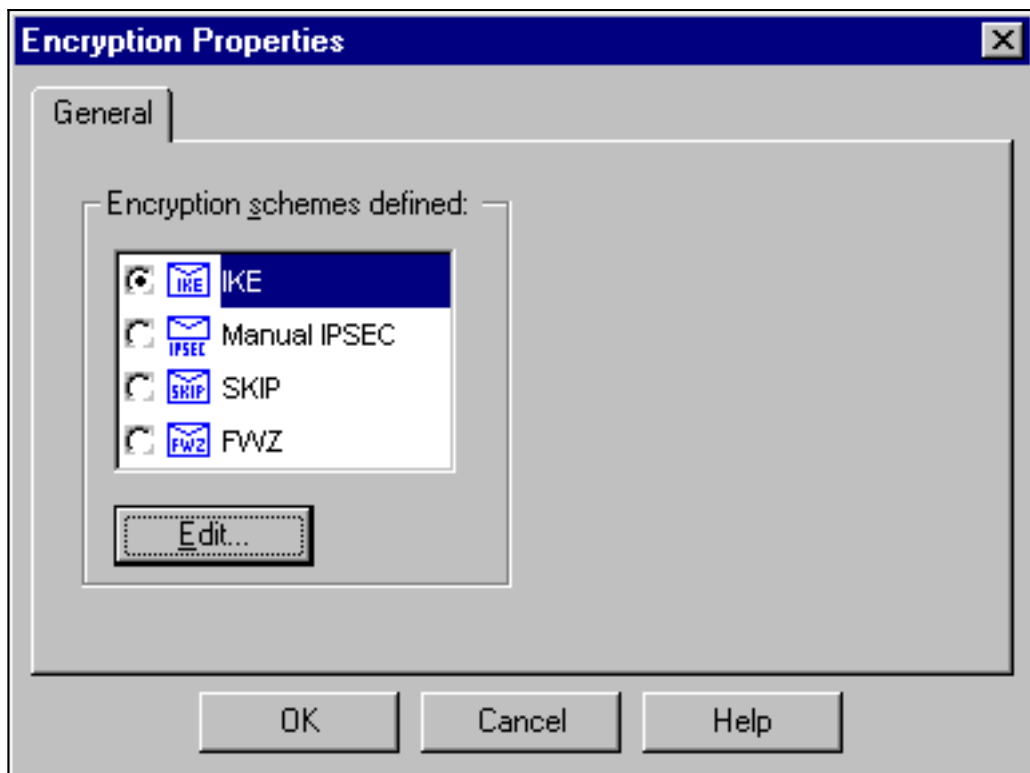 Encryption Properties
General
Encryption schemes defined:
IKE IKE
IPSEC Manual IPSEC
SKIP SKIP
FWZ FWZ
Edit...
OK Cancel Help